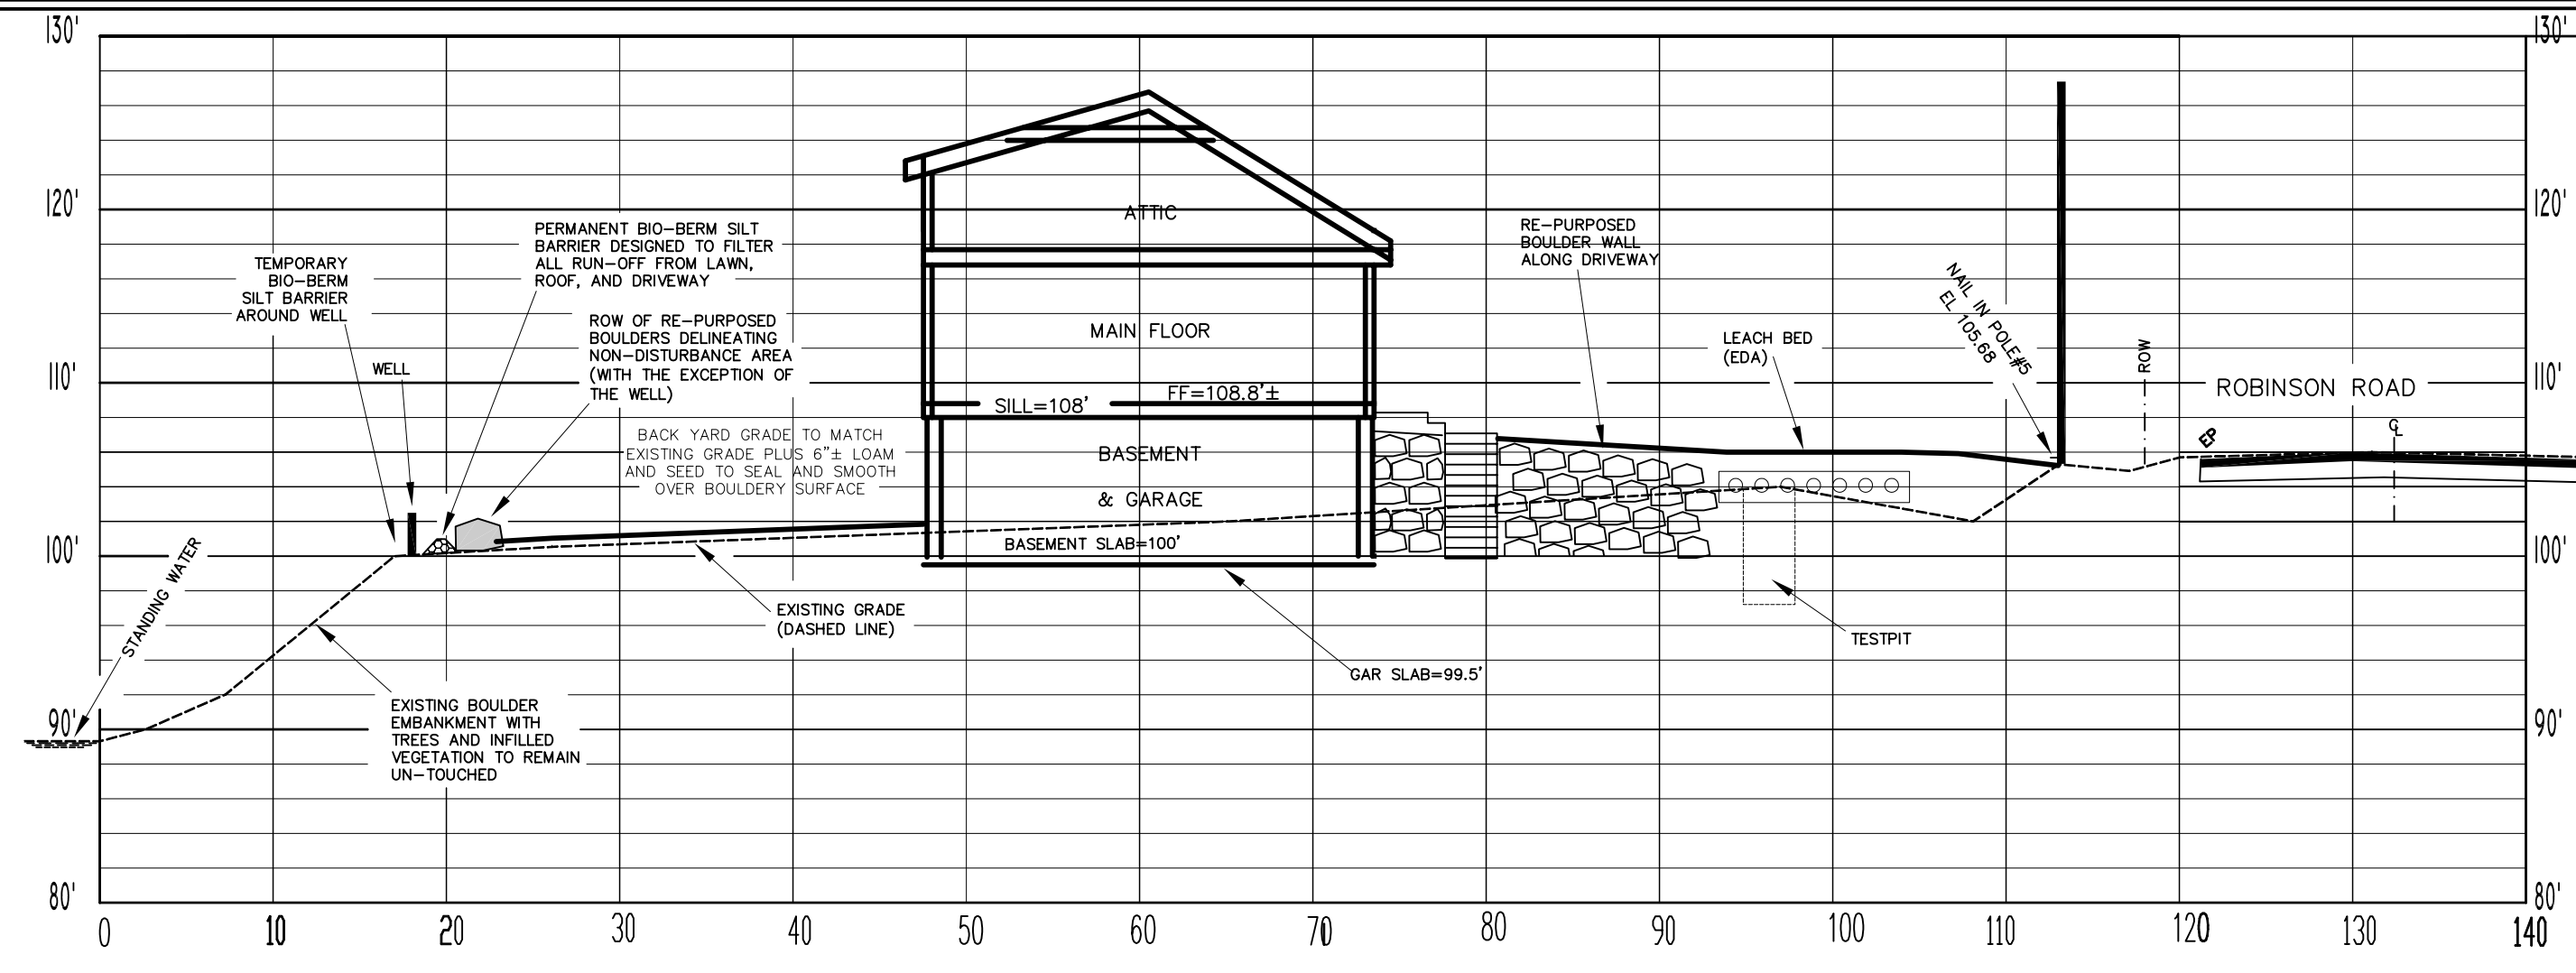 130'
130'
120'
120'
110'
110'
100'
100'
90'
90'
80'
80'
0
10
20
30
40
50
60
70
80
90
100
110
120
130
140
TEMPORARY
BIO-BERM
SILT BARRIER
AROUND WELL
PERMANENT BIO-BERM SILT
BARRIER DESIGNED TO FILTER
ALL RUN-OFF FROM LAWN,
ROOF, AND DRIVEWAY
WELL
ROW OF RE-PURPOSED
BOULDERS DELINEATING
NON-DISTURBANCE AREA
(WITH THE EXCEPTION OF
THE WELL)
BACK YARD GRADE TO MATCH
EXISTING GRADE PLUS 6"± LOAM
AND SEED TO SEAL AND SMOOTH
OVER BOULDERY SURFACE
STANDING WATER
EXISTING BOULDER
EMBANKMENT WITH
TREES AND INFILLED
VEGETATION TO REMAIN
UN-TOUCHED
EXISTING GRADE
(DASHED LINE)
ATTIC
MAIN FLOOR
FF=108.8'±
SILL=108'
BASEMENT
& GARAGE
BASEMENT SLAB=100'
GAR SLAB=99.5'
RE-PURPOSED
BOULDER WALL
ALONG DRIVEWAY
LEACH BED
(EDA)
TESTPIT
NAIL IN POLE#5
EL 105.68
ROW
ROBINSON ROAD
EP
CL